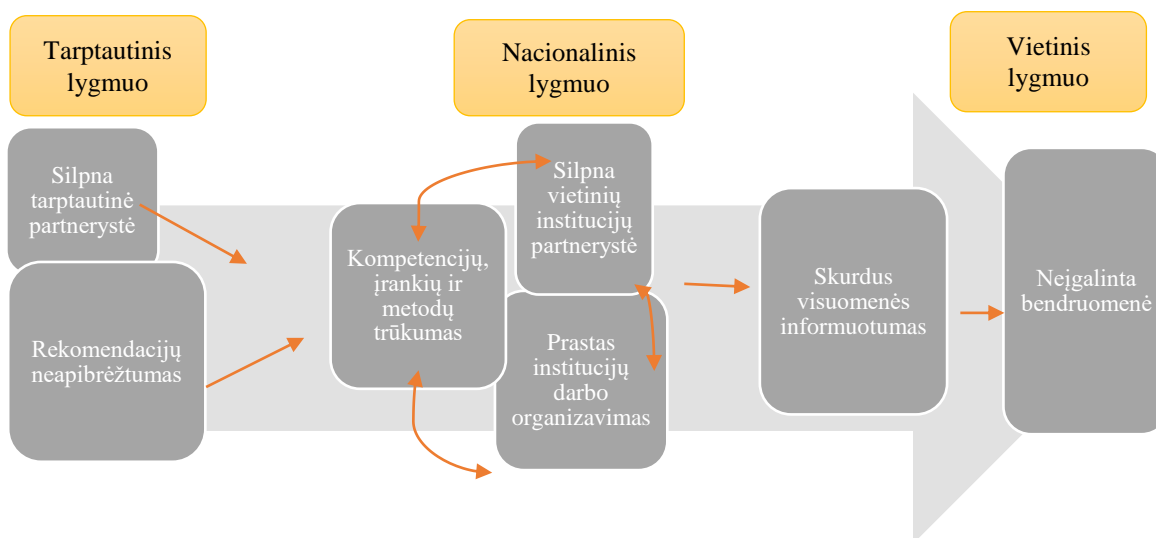 Tarptautinis
lygmuo
Nacionalinis
lygmuo
Vietinis
lygmuo
Silpna
tarptautinė
partnerystė
Rekomendacijų
neapibrėžtumas
Kompetencijų,
įrankių ir
metodų
trūkumas
Silpna
vietinių
institucijų
partnerystė
Prastas
institucijų
darbo
organizavimas
Skurdus
visuomenės
informuotumas
Neįgalinta
bendruomenė